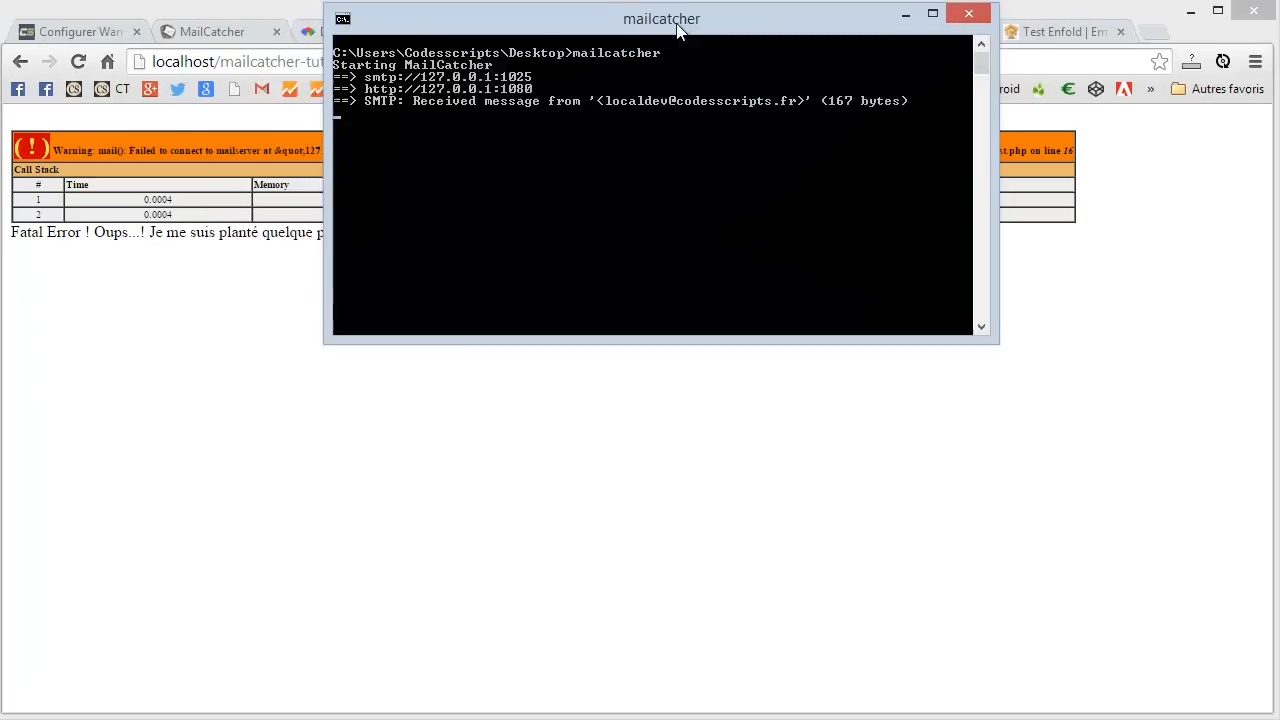 Configurer War
MailCatcher
mailcatcher
Test Enfold | Em
localhost/mailcatcher-tu
CT
roid
»
Autres favoris
C:\Users\Codesscripts\Desktop>mailcatcher
Starting MailCatcher
==> smtp://127.0.0.1:1025
==> http://127.0.0.1:1080
==> SMTP: Received message from '<localdev@codesscripts.fr>' (167 bytes)
( ! ) Warning: mail(): Failed to connect to mailserver at &quot;127.
st.php on line 16
Call Stack
# Time Memory
1 0.0004
2 0.0004
Fatal Error ! Oups...! Je me suis planté quelque p